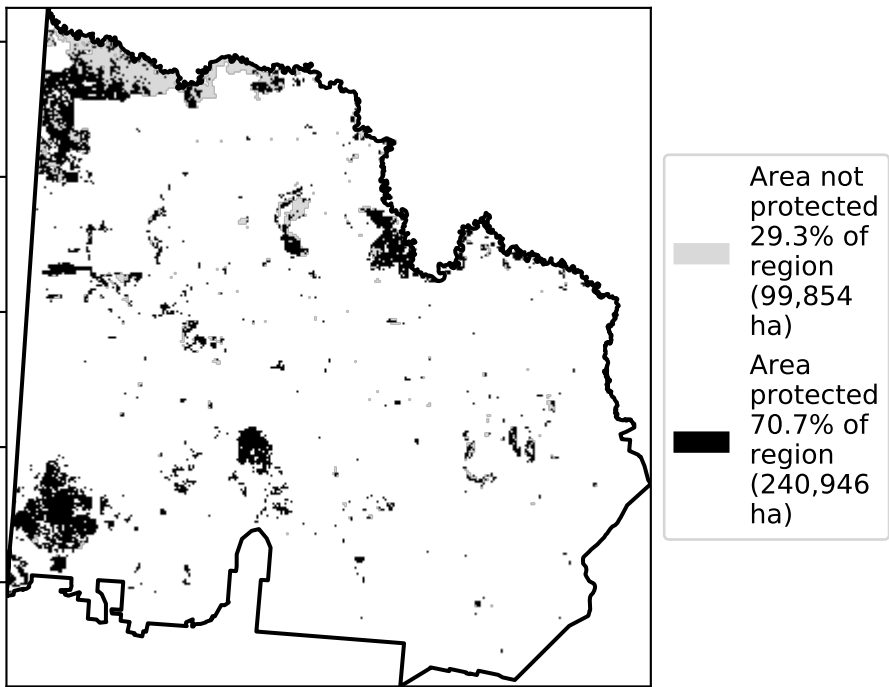 Area not
protected
29.3% of
region
(99,854
ha)
Area
protected
70.7% of
region
(240,946
ha)